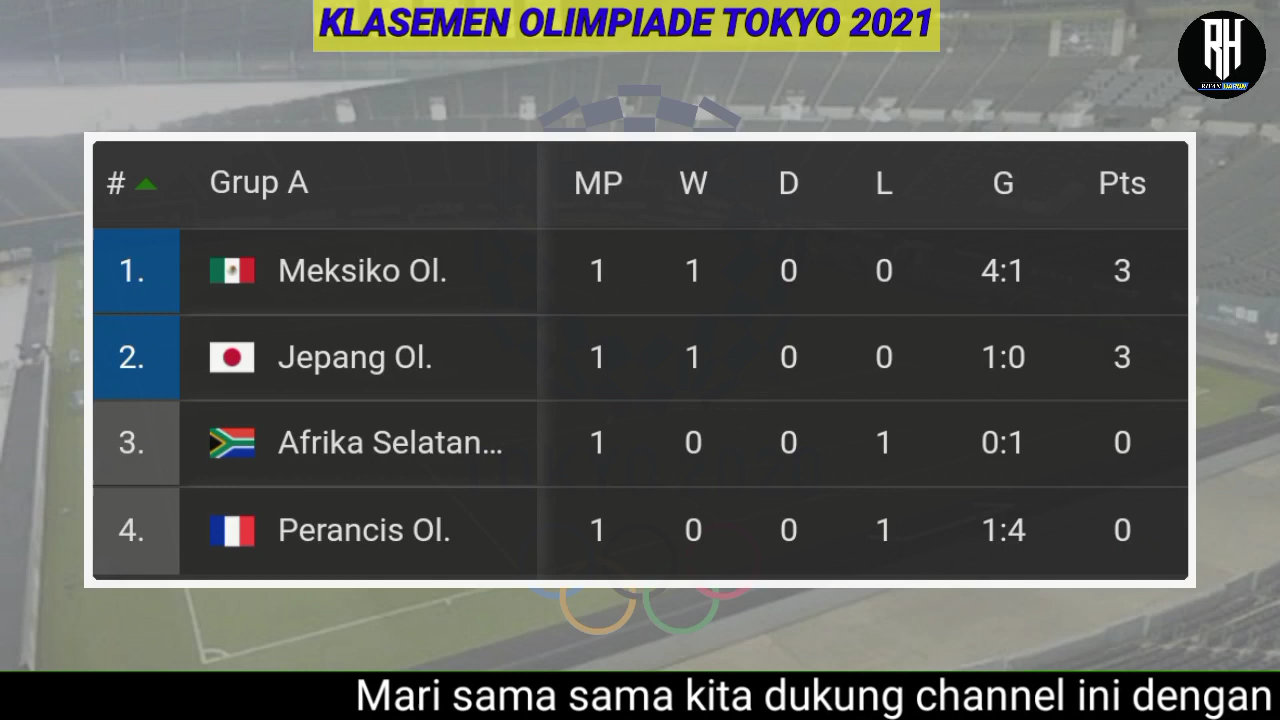 KLASEMEN OLIMPIADE TOKYO 2021
RH
# Grup A MP W D L G Pts
1. Meksiko Ol. 1 1 0 0 4:1 3
2. Jepang Ol. 1 1 0 0 1:0 3
3. Afrika Selatan... 1 0 0 1 0:1 0
4. Perancis Ol. 1 0 0 1 1:4 0
Mari sama sama kita dukung channel ini dengan